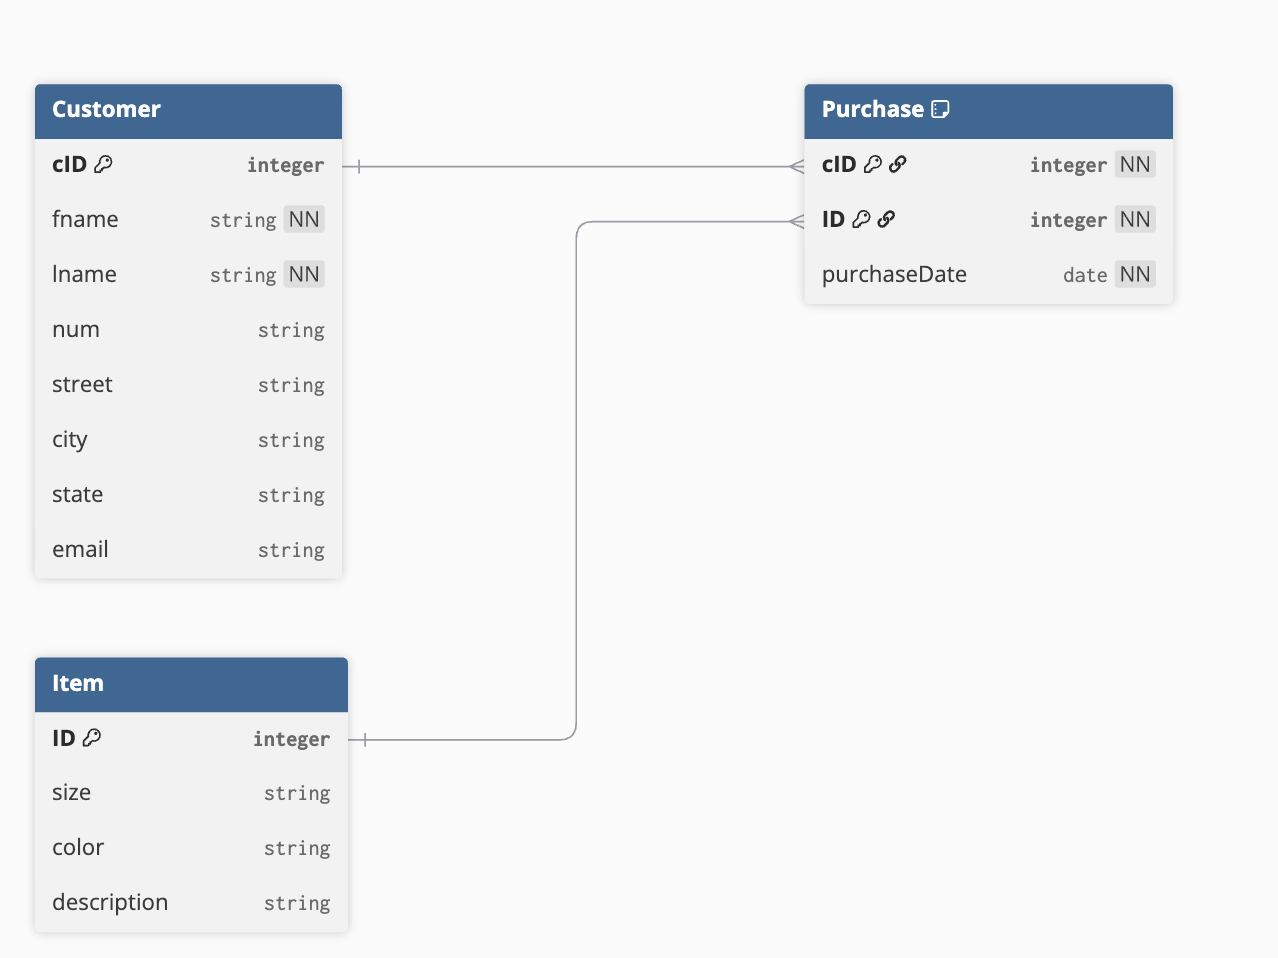 Customer
cID integer
fname string NN
lname string NN
num string
street string
city string
state string
email string
Purchase
cID integer NN
ID integer NN
purchaseDate date NN
Item
ID integer
size string
color string
description string